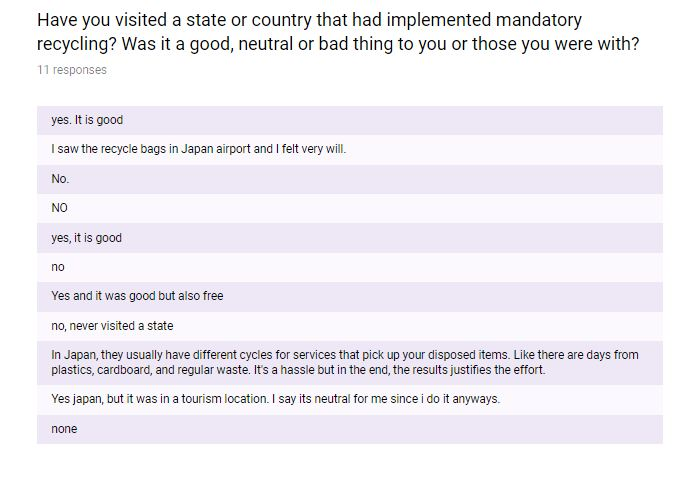 Have you visited a state or country that had implemented mandatory
recycling? Was it a good, neutral or bad thing to you or those you were with?
11 responses
yes. It is good
I saw the recycle bags in Japan airport and I felt very will.
No.
NO
yes, it is good
no
Yes and it was good but also free
no, never visited a state
In Japan, they usually have different cycles for services that pick up your disposed items. Like there are days from
plastics, cardboard, and regular waste. It's a hassle but in the end, the results justifies the effort.
Yes japan, but it was in a tourism location. I say its neutral for me since i do it anyways.
none